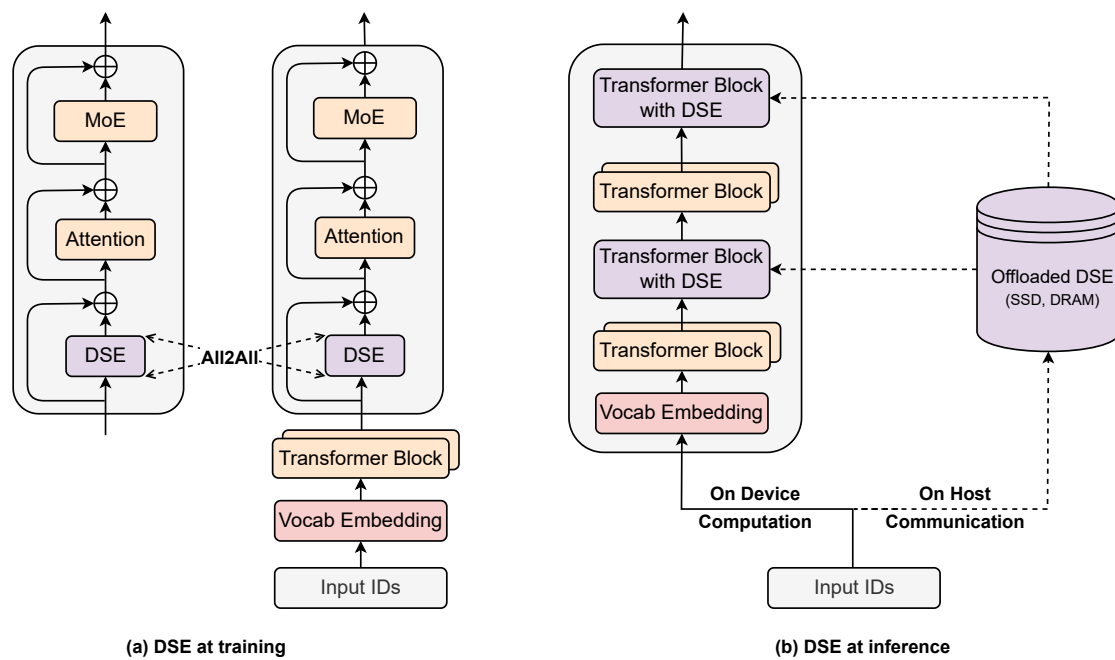 MoE
Attention
DSE
All2All
MoE
Attention
DSE
Transformer Block
Vocab Embedding
Input IDs
(a) DSE at training
Transformer Block
with DSE
Transformer Block
Transformer Block
with DSE
Transformer Block
Vocab Embedding
Offloaded DSE
(SSD, DRAM)
On Device
Computation
On Host
Communication
Input IDs
(b) DSE at inference